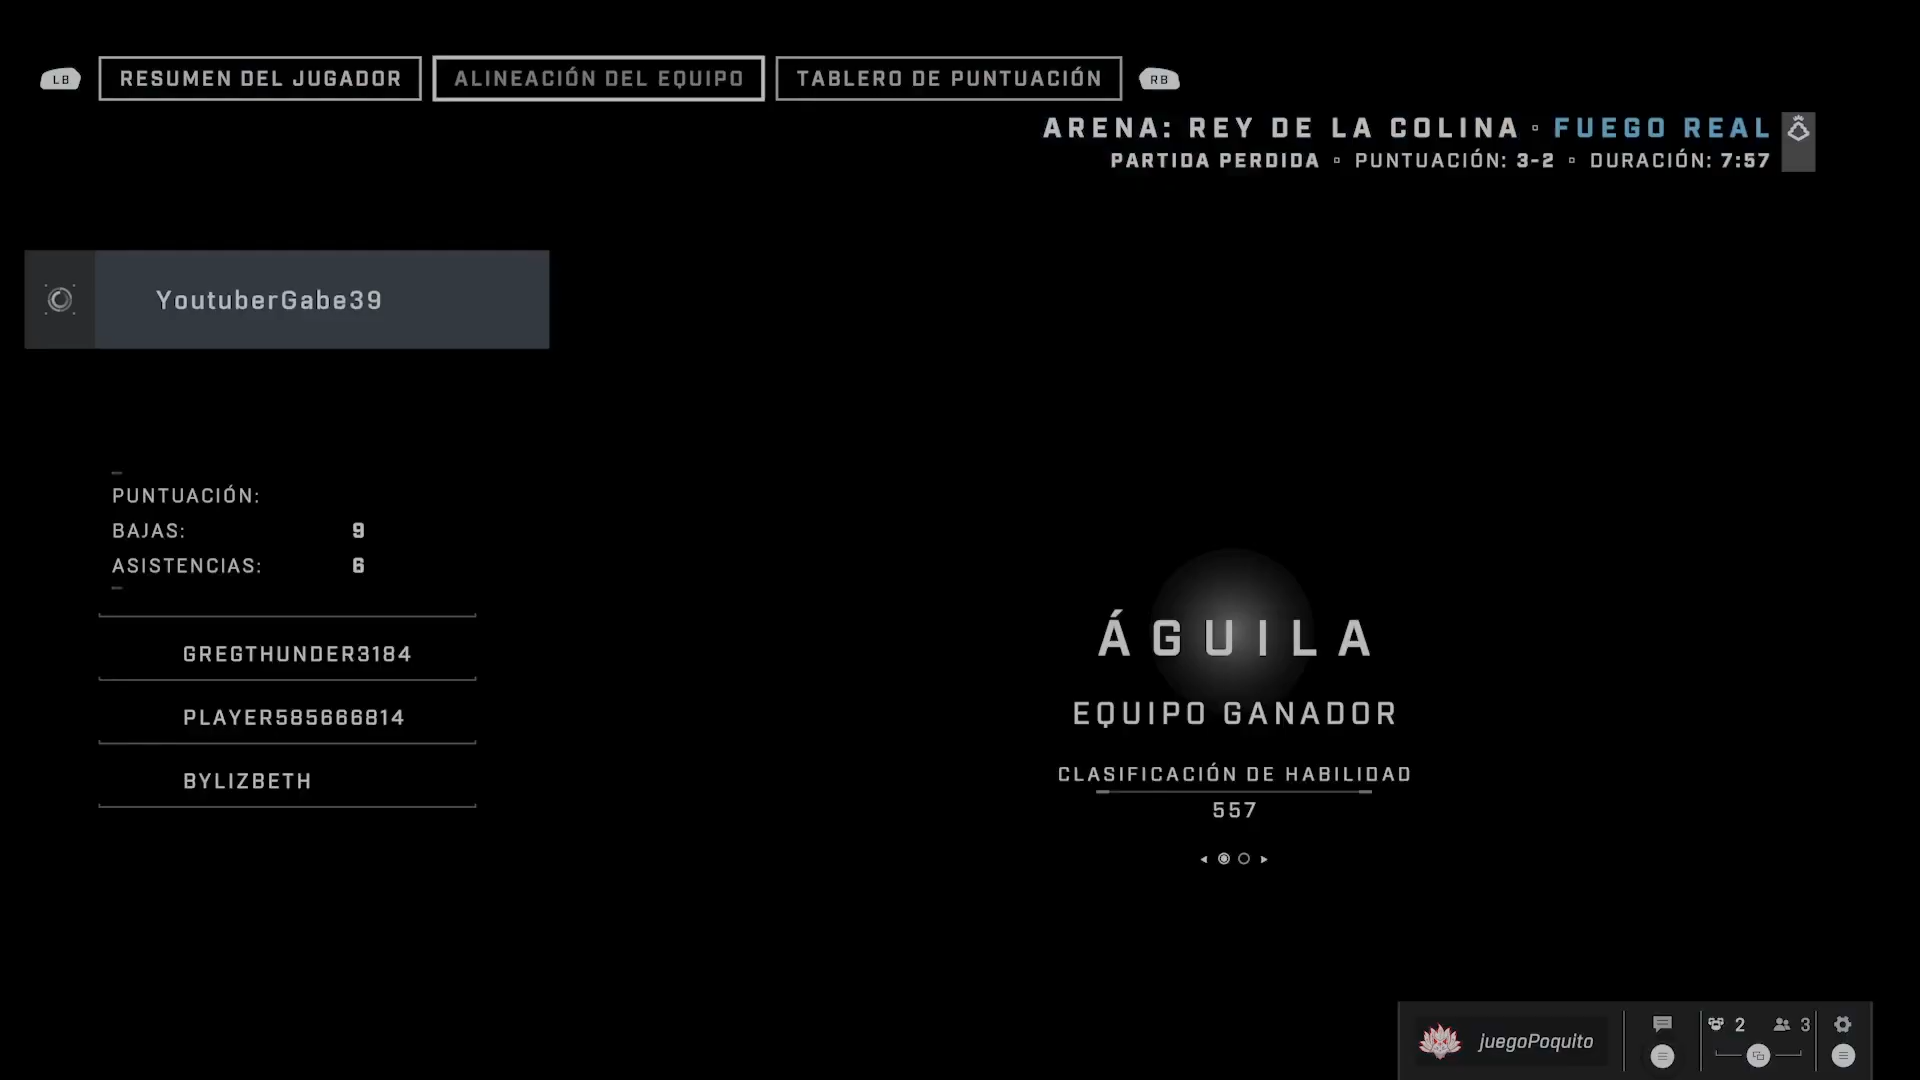 LB
RESUMEN DEL JUGADOR
ALINEACIÓN DEL EQUIPO
TABLERO DE PUNTUACIÓN
RB
ARENA: REY DE LA COLINA ▫ FUEGO REAL
PARTIDA PERDIDA ▫ PUNTUACIÓN: 3-2 ▫ DURACIÓN: 7:57
YoutuberGabe39
PUNTUACIÓN:
BAJAS: 9
ASISTENCIAS: 6
GREGTHUNDER3184
PLAYER585666814
BYLIZBETH
ÁGUILA
EQUIPO GANADOR
CLASIFICACIÓN DE HABILIDAD
557
juegoPoquito
2
3